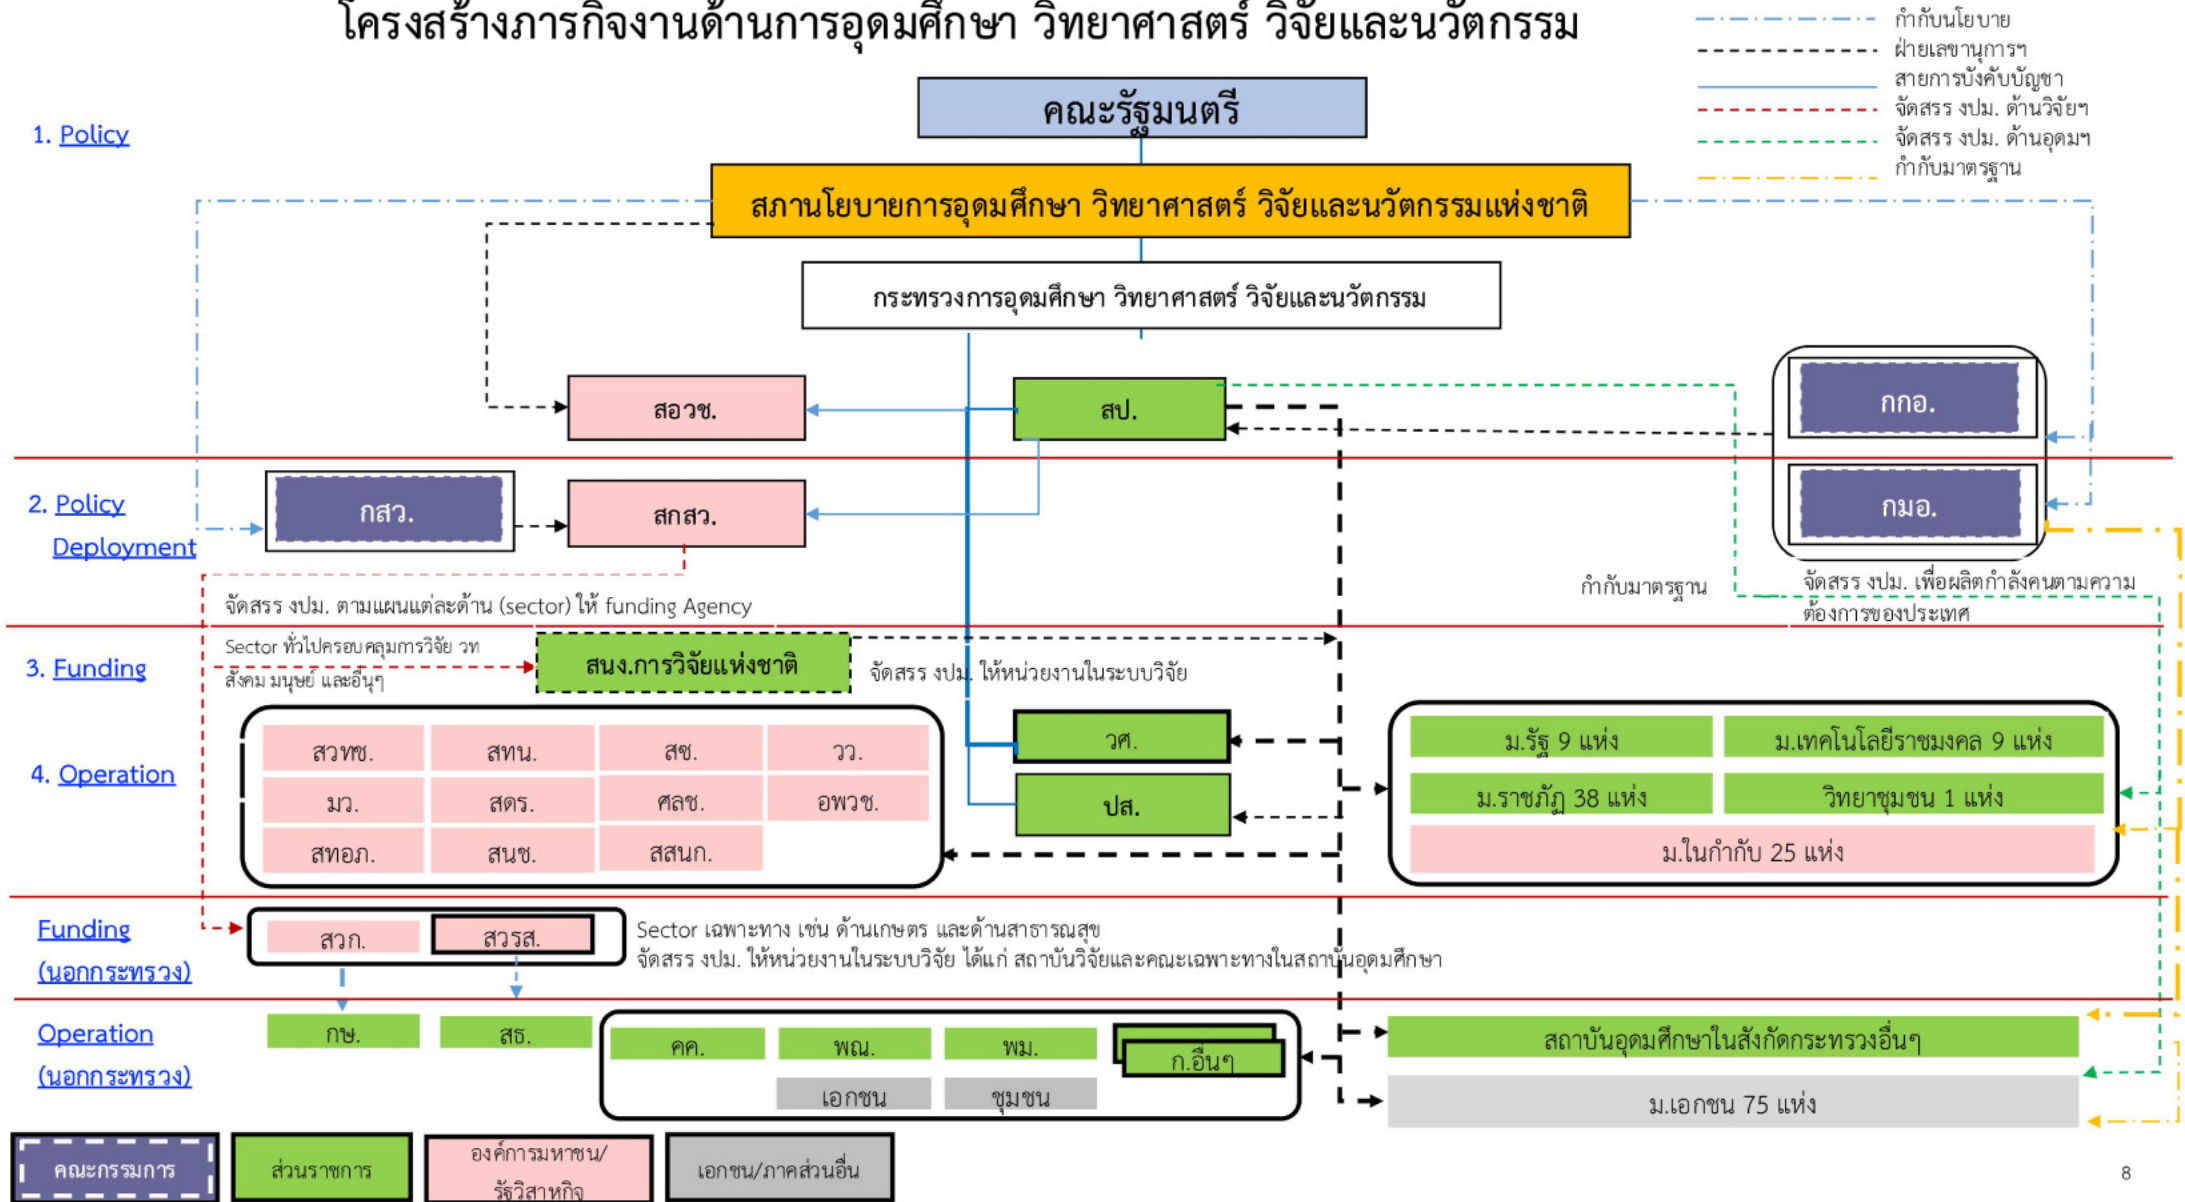 โครงสร้างภารกิจงานด้านการอุดมศึกษา วิทยาศาสตร์ วิจัยและนวัตกรรม
กำกับนโยบาย
ฝ่ายเลขานุการฯ
สายการบังคับบัญชา
จัดสรร งปม. ด้านวิจัยฯ
จัดสรร งปม. ด้านอุดมฯ
กำกับมาตรฐาน
1. Policy
คณะรัฐมนตรี
สภานโยบายการอุดมศึกษา วิทยาศาสตร์ วิจัยและนวัตกรรมแห่งชาติ
กระทรวงการอุดมศึกษา วิทยาศาสตร์ วิจัยและนวัตกรรม
สอวช.
สป.
กกอ.
2. Policy
Deployment
กสว.
สกสว.
กมอ.
จัดสรร งปม. ตามแผนแต่ละด้าน (sector) ให้ funding Agency
กำกับมาตรฐาน
จัดสรร งปม. เพื่อผลิตกำลังคนตามความ
ต้องการของประเทศ
3. Funding
Sector ทั่วไปครอบคลุมการวิจัย วท
สังคม มนุษย์ และอื่นๆ
สนง.การวิจัยแห่งชาติ
จัดสรร งปม. ให้หน่วยงานในระบบวิจัย
4. Operation
สวทช.
สทน.
สซ.
วว.
มว.
สดร.
ศลช.
อพวช.
สทอภ.
สนช.
สสนก.
วศ.
ปส.
ม.รัฐ 9 แห่ง
ม.เทคโนโลยีราชมงคล 9 แห่ง
ม.ราชภัฏ 38 แห่ง
วิทยาชุมชน 1 แห่ง
ม.ในกำกับ 25 แห่ง
Funding
(นอกกระทรวง)
สวก.
สวรส.
Sector เฉพาะทาง เช่น ด้านเกษตร และด้านสาธารณสุข
จัดสรร งปม. ให้หน่วยงานในระบบวิจัย ได้แก่ สถาบันวิจัยและคณะเฉพาะทางในสถาบันอุดมศึกษา
Operation
(นอกกระทรวง)
กษ.
สธ.
คค.
พณ.
พม.
ก.อื่นๆ
เอกชน
ชุมชน
สถาบันอุดมศึกษาในสังกัดกระทรวงอื่นๆ
ม.เอกชน 75 แห่ง
คณะกรรมการ
ส่วนราชการ
องค์การมหาชน/
รัฐวิสาหกิจ
เอกชน/ภาคส่วนอื่น
8